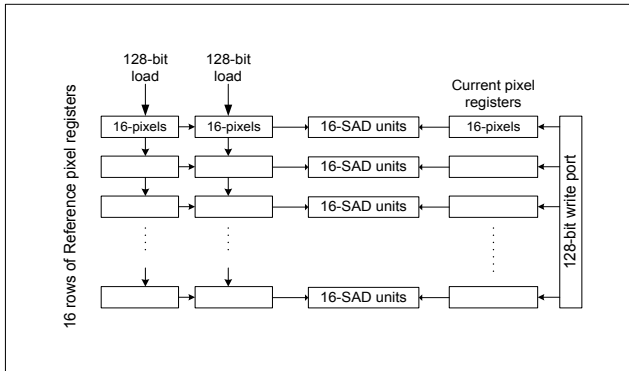 128-bit
load
128-bit
load
Current pixel
registers
16 rows of Reference pixel registers
16-pixels
16-pixels
16-SAD units
16-pixels
16-SAD units
16-SAD units
16-SAD units
128-bit write port